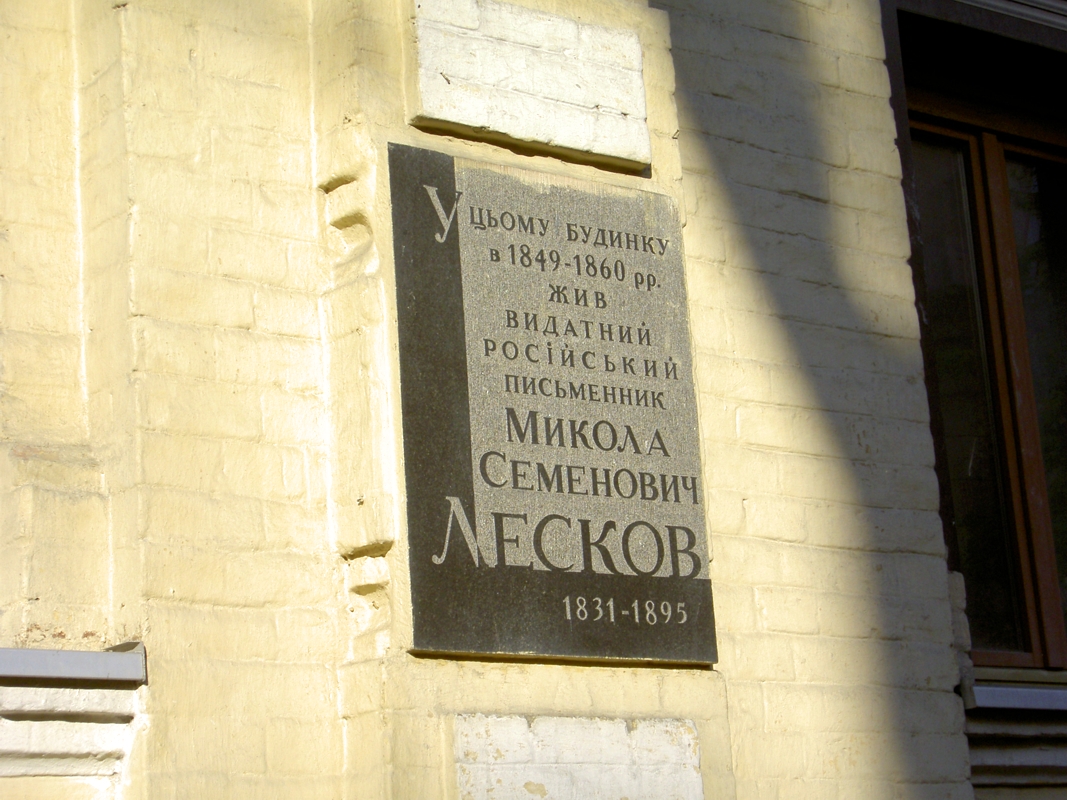 У ЦЬОМУ БУДИНКУ
В 1849-1860 РР.
ЖИВ
ВИДАТНИЙ
РОСІЙСЬКИЙ
ПИСЬМЕННИК
МИКОЛА
СЕМЕНОВИЧ
ЛЕСКОВ
1831-1895